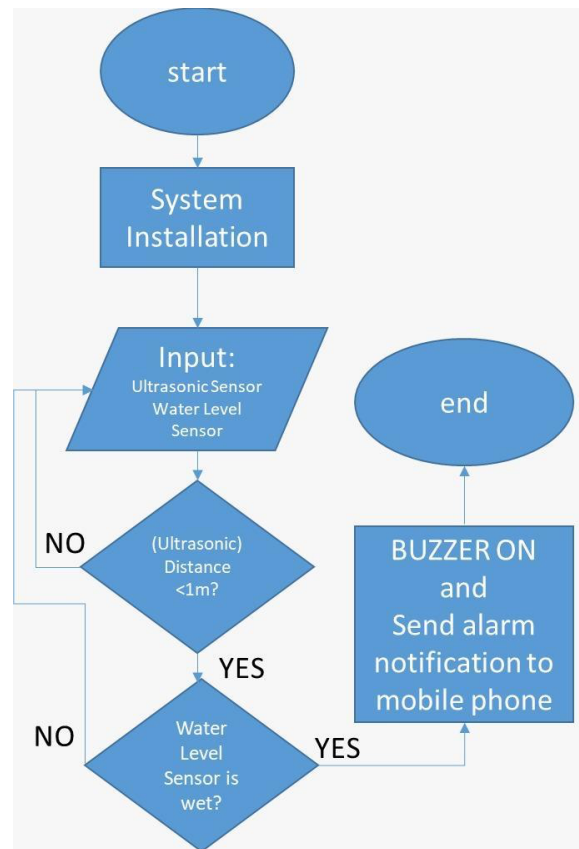 start
System
Installation
Input:
Ultrasonic Sensor
Water Level
Sensor
end
NO
(Ultrasonic)
Distance
<1m?
YES
BUZZER ON
and
Send alarm
notification to
mobile phone
NO
Water
Level
Sensor is
wet?
YES